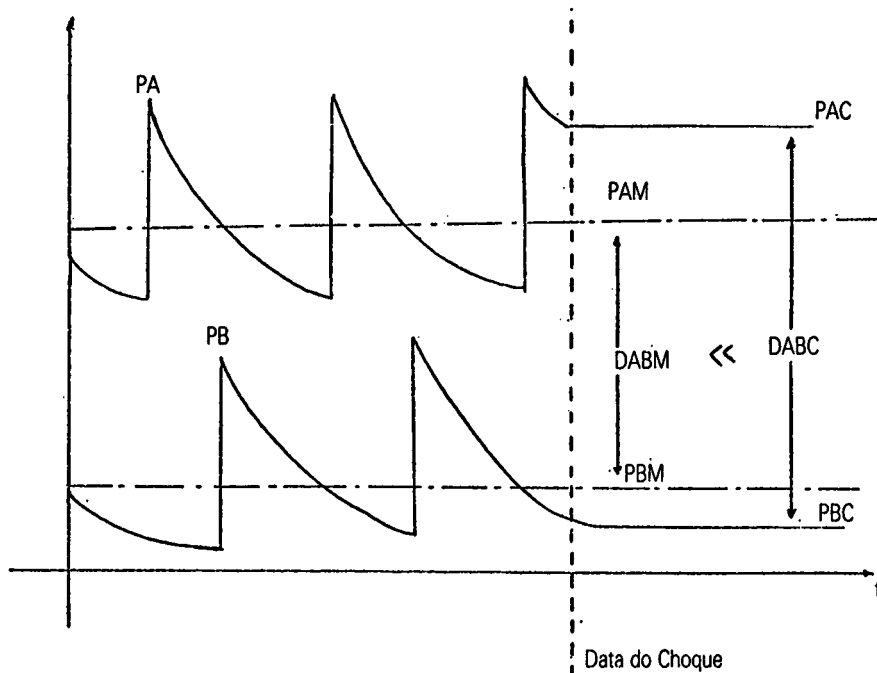 PA
PAC
PAM
PB
DABM << DABC
PBM
PBC
t
Data do Choque